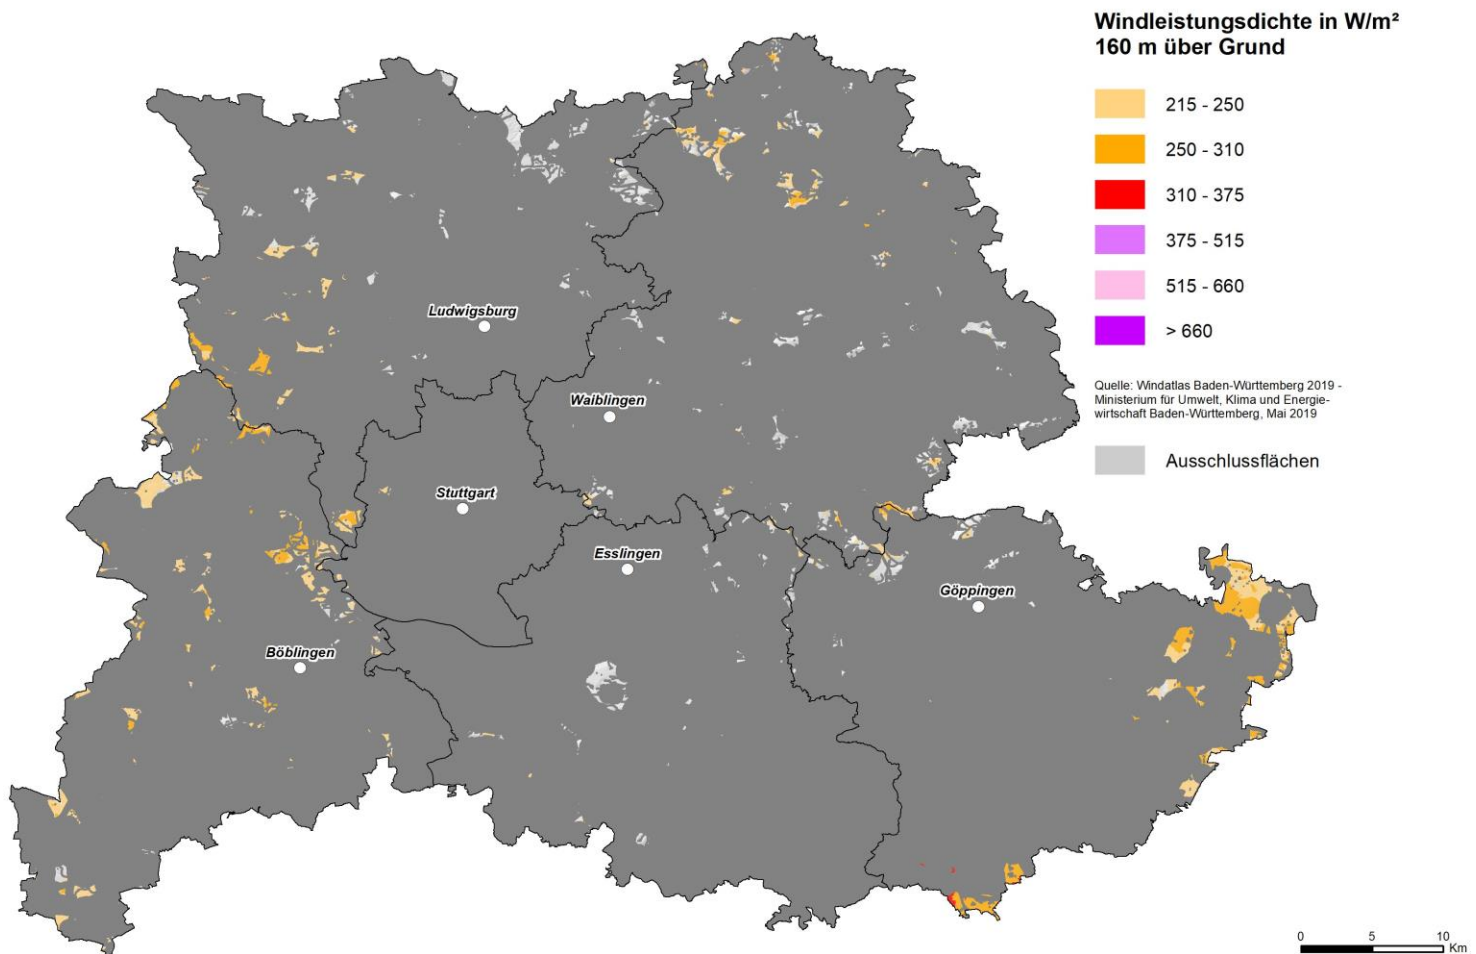 Windleistungsdichte in W/m²
160 m über Grund
215 - 250
250 - 310
310 - 375
375 - 515
515 - 660
> 660
Quelle: Windatlas Baden-Württemberg 2019 -
Ministerium für Umwelt, Klima und Energie-
wirtschaft Baden-Württemberg, Mai 2019
Ausschlussflächen
Ludwigsburg
Waiblingen
Stuttgart
Esslingen
Göppingen
Böblingen
0 5 10
Km